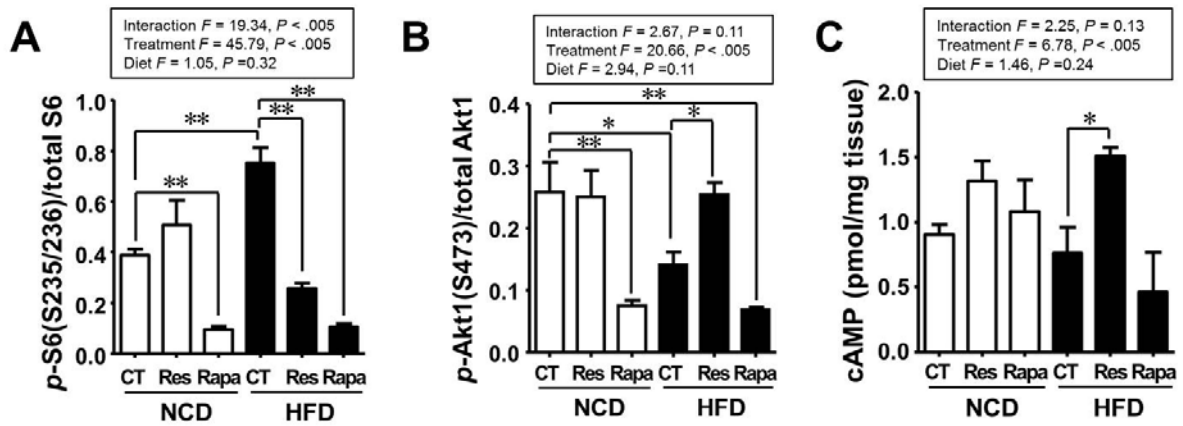 A
Interaction F = 19.34, P < .005
Treatment F = 45.79, P < .005
Diet F = 1.05, P =0.32
p-S6(S235/236)/total S6
1.0
0.8
0.6
0.4
0.2
0.0
**
**
**
**
CT Res Rapa CT Res Rapa
NCD HFD
B
Interaction F = 2.67, P = 0.11
Treatment F = 20.66, P < .005
Diet F = 2.94, P =0.11
p-Akt1(S473)/total Akt1
0.4
0.3
0.2
0.1
0.0
**
*
*
**
CT Res Rapa CT Res Rapa
NCD HFD
C
Interaction F = 2.25, P = 0.13
Treatment F = 6.78, P < .005
Diet F = 1.46, P =0.24
cAMP (pmol/mg tissue)
2.0
1.5
1.0
0.5
0.0
*
CT Res Rapa CT Res Rapa
NCD HFD